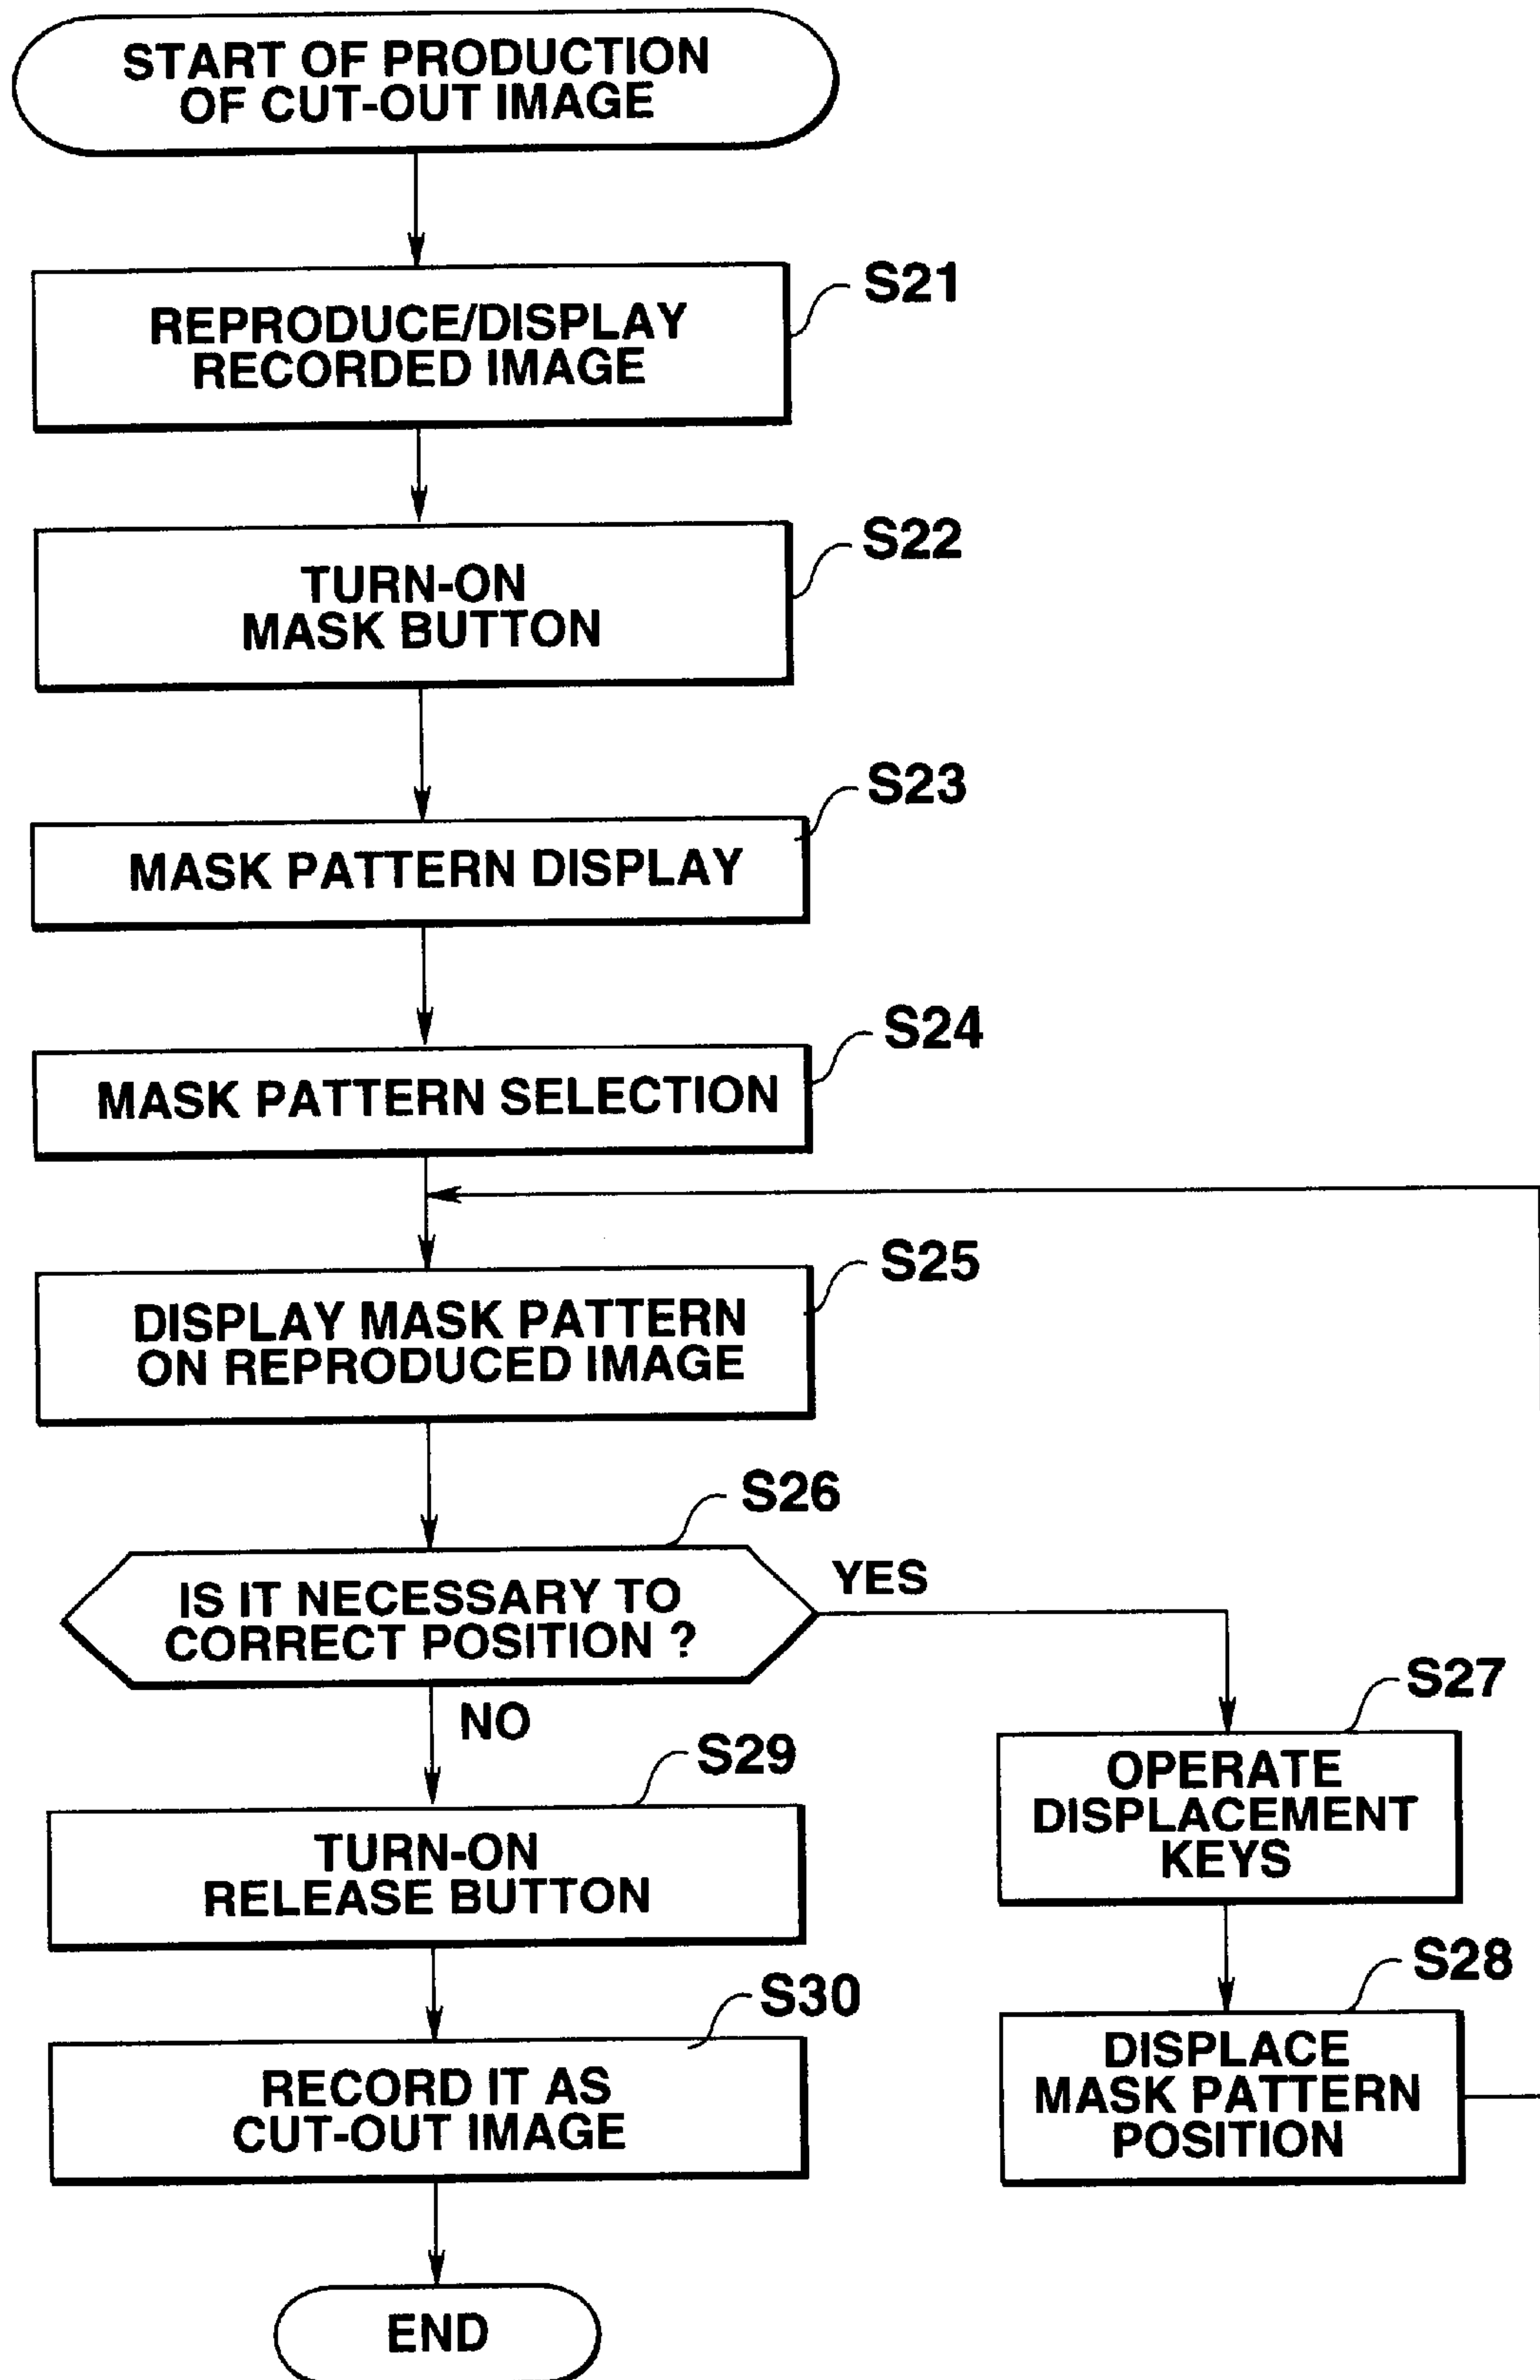 START OF PRODUCTION
OF CUT-OUT IMAGE
S21
REPRODUCE/DISPLAY
RECORDED IMAGE
S22
TURN-ON
MASK BUTTON
S23
MASK PATTERN DISPLAY
S24
MASK PATTERN SELECTION
S25
DISPLAY MASK PATTERN
ON REPRODUCED IMAGE
S26
IS IT NECESSARY TO
CORRECT POSITION ?
YES
NO
S27
OPERATE
DISPLACEMENT
KEYS
S28
DISPLACE
MASK PATTERN
POSITION
S29
TURN-ON
RELEASE BUTTON
S30
RECORD IT AS
CUT-OUT IMAGE
END